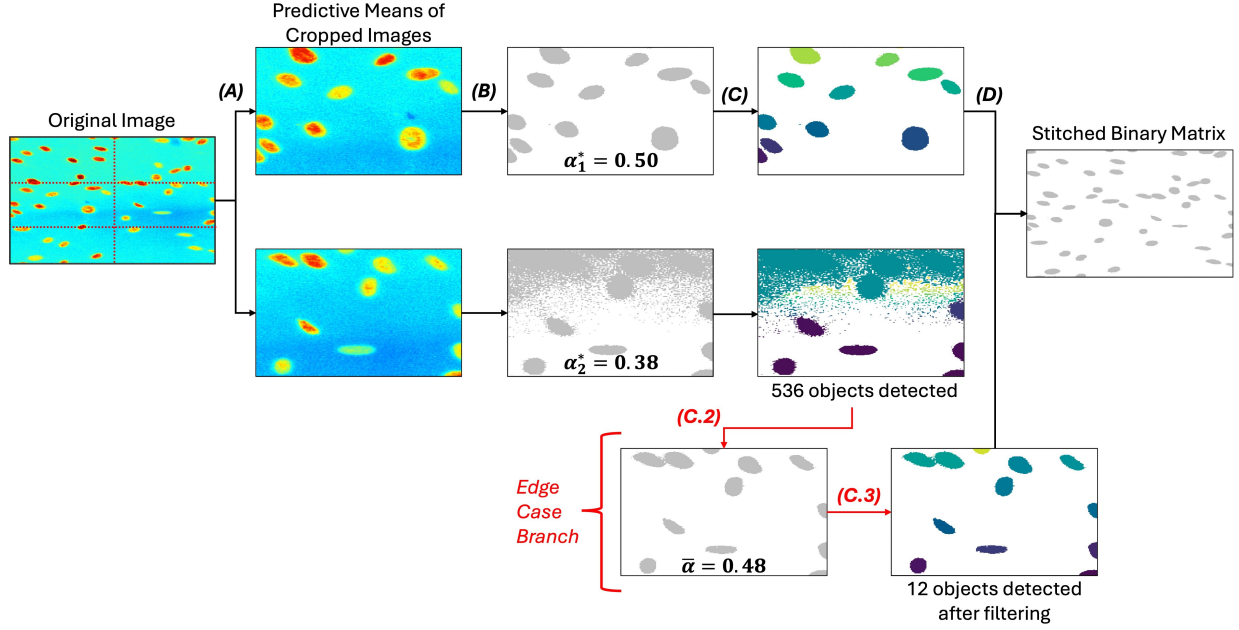 Predictive Means of
Cropped Images
(A)
(B)
(C)
(D)
Original Image
Stitched Binary Matrix
α₁* = 0.50
α₂* = 0.38
536 objects detected
(C.2)
Edge
Case
Branch
(C.3)
ᾱ = 0.48
12 objects detected
after filtering